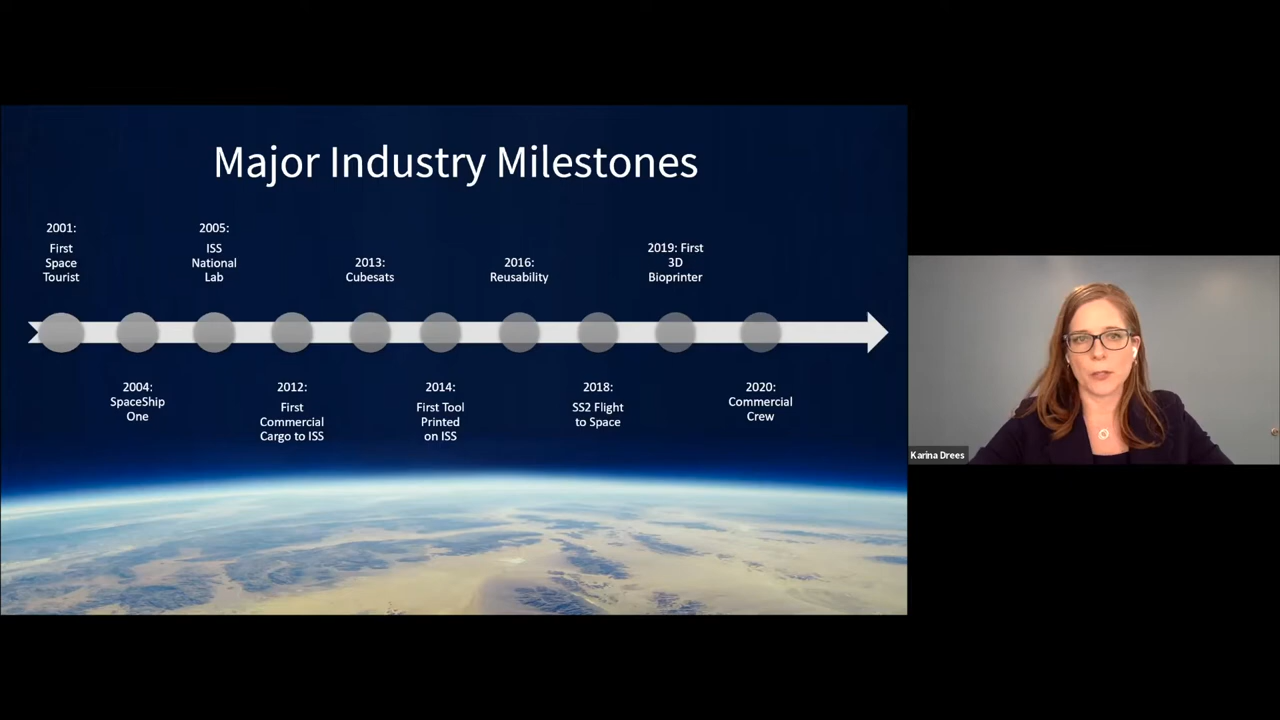 Major Industry Milestones
2001:
First
Space
Tourist
2004:
SpaceShip
One
2005:
ISS
National
Lab
2012:
First
Commercial
Cargo to ISS
2013:
Cubesats
2014:
First Tool
Printed
on ISS
2016:
Reusability
2018:
SS2 Flight
to Space
2019: First
3D
Bioprinter
2020:
Commercial
Crew
Karina Drees